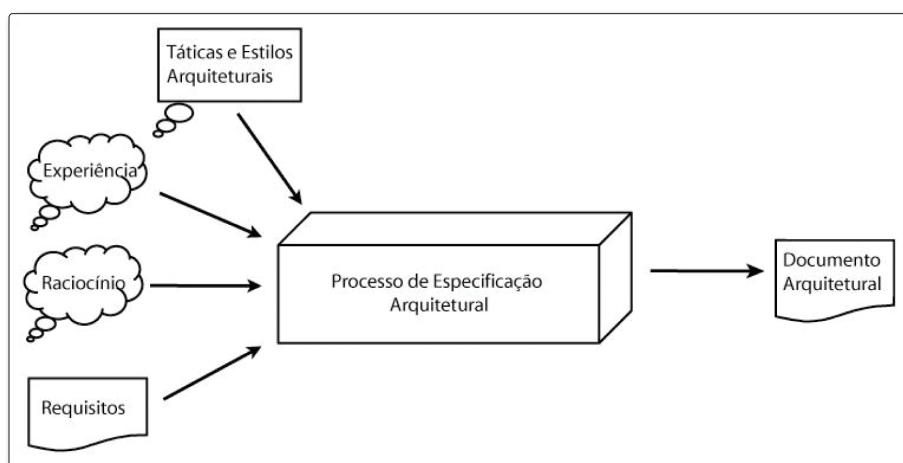 Táticas e Estilos
Arquiteturais
Experiência
Raciocínio
Requisitos
Processo de Especificação
Arquitetural
Documento
Arquitetural